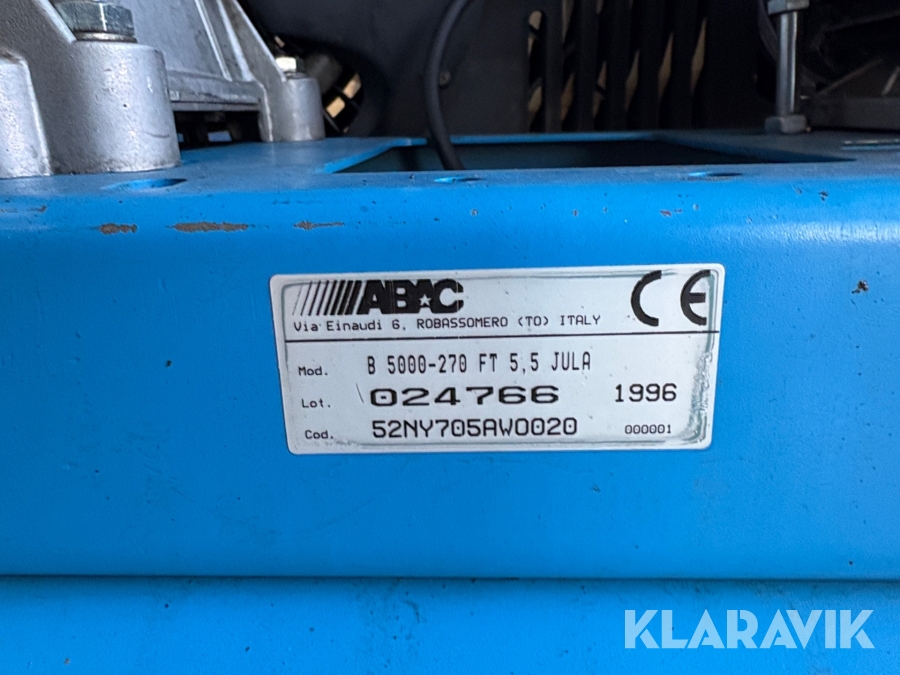 ABAC CE
Via Einaudi 6, ROBASSOMERO (TO) ITALY
Mod. B 5000-270 FT 5,5 JULA
Lot. 024766 1996
Cod. 52NY705AW0020 000001
KLARAVIK